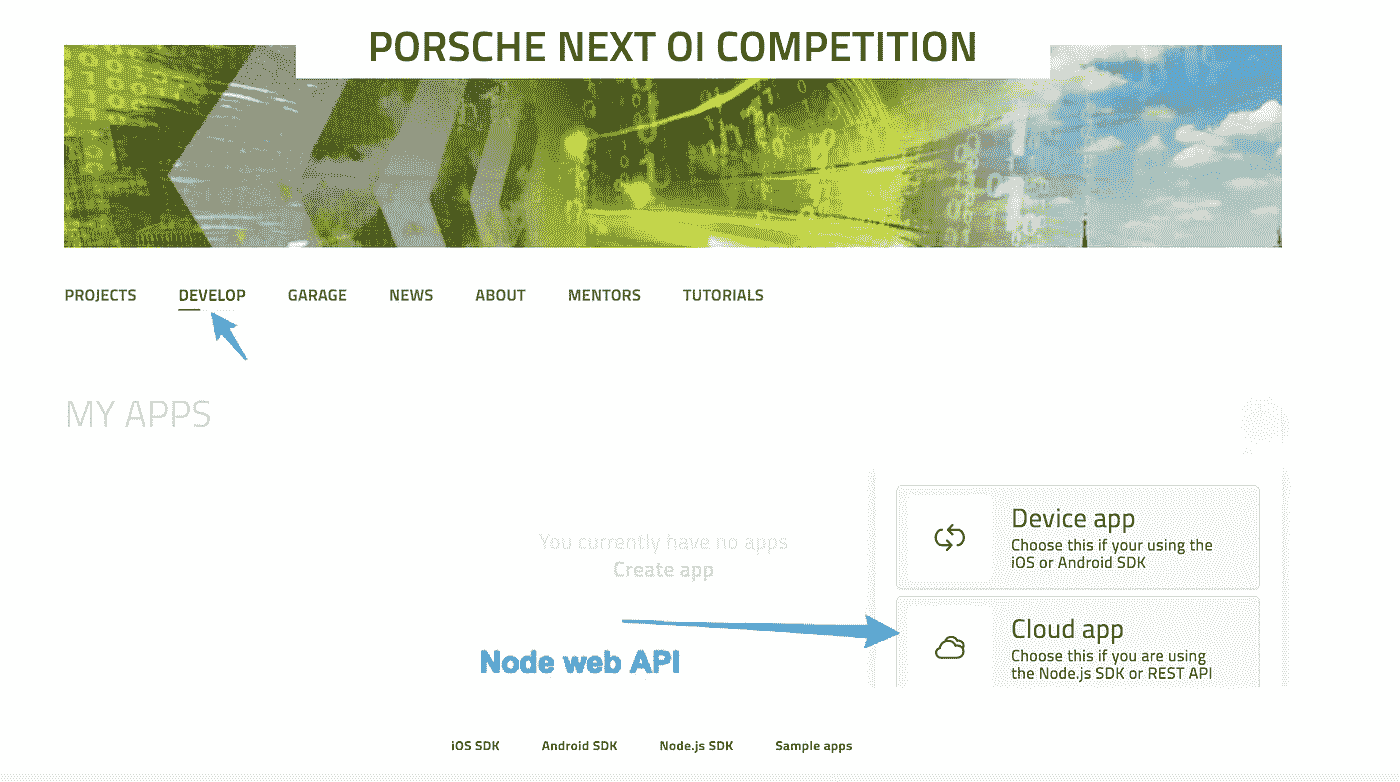 PORSCHE NEXT OI COMPETITION
PROJECTS DEVELOP GARAGE NEWS ABOUT MENTORS TUTORIALS
MY APPS
You currently have no apps
Create app
Device app
Choose this if your using the
iOS or Android SDK
Cloud app
Choose this if you are using
the Node.js SDK or REST API
Node web API
iOS SDK Android SDK Node.js SDK Sample apps